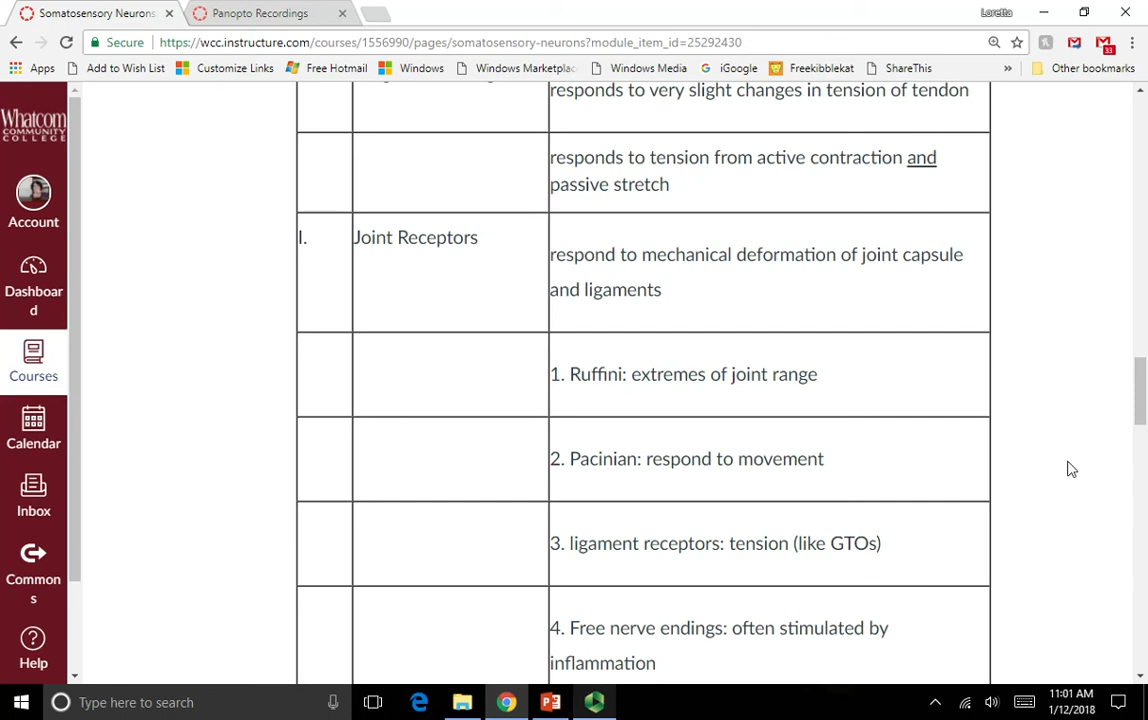 Somatosensory Neurons
Panopto Recordings
Loretta
Secure
https://wcc.instructure.com/courses/1556990/pages/somatosensory-neurons?module_item_id=25292430
33
Apps
Add to Wish List
Customize Links
Free Hotmail
Windows
Windows Marketplac
Windows Media
G
iGoogle
Freekibblekat
ShareThis
»
Other bookmarks
Whatcom
COMMUNITY
COLLEGE
Account
Dashboar
d
Courses
Calendar
Inbox
Common
s
Help
responds to very slight changes in tension of tendon
responds to tension from active contraction and
passive stretch
I.
Joint Receptors
respond to mechanical deformation of joint capsule
and ligaments
1. Ruffini: extremes of joint range
2. Pacinian: respond to movement
3. ligament receptors: tension (like GTOs)
4. Free nerve endings: often stimulated by
inflammation
Type here to search
11:01 AM
1/12/2018